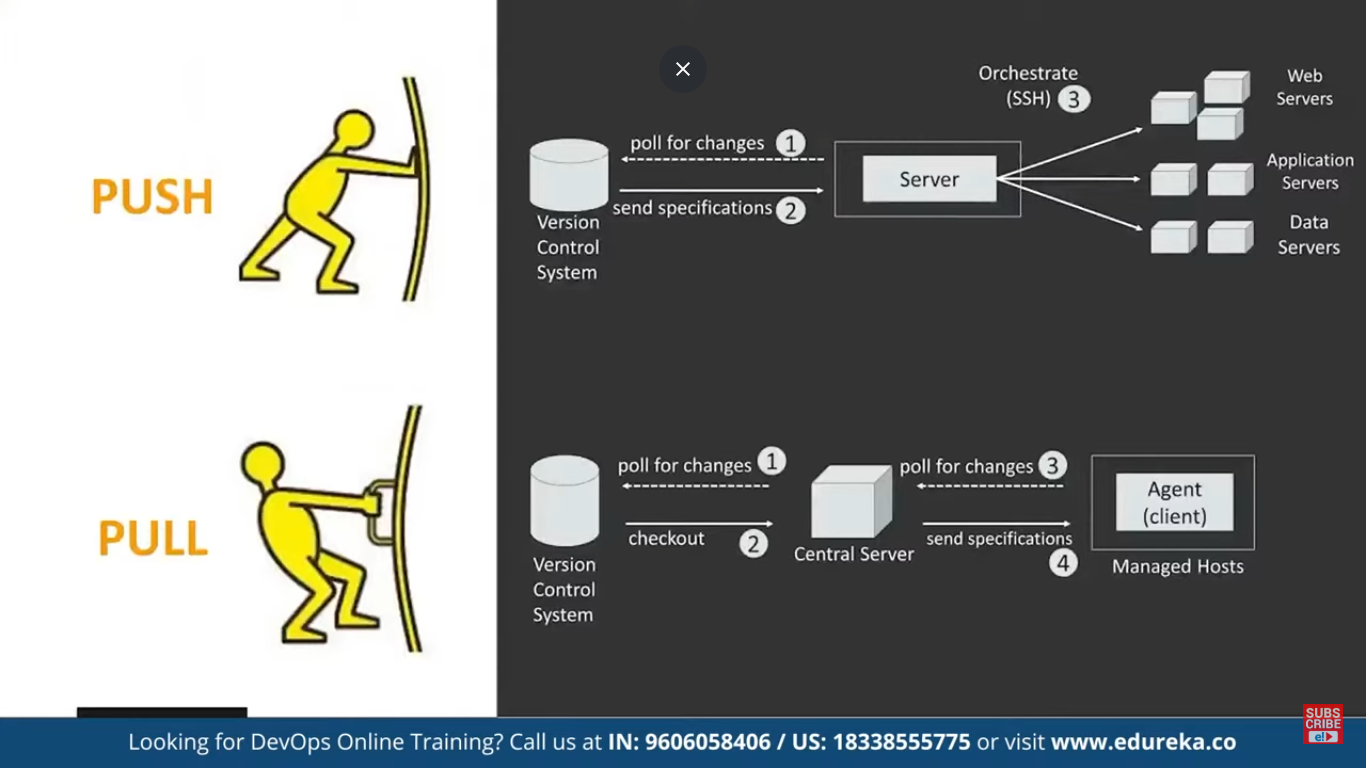 PUSH
poll for changes 1
send specifications 2
Version
Control
System
Server
Orchestrate
(SSH) 3
Web
Servers
Application
Servers
Data
Servers
PULL
poll for changes 1
checkout 2
Version
Control
System
Central Server
poll for changes 3
send specifications
4
Agent
(client)
Managed Hosts
SUBS
CRIBE
e!
Looking for DevOps Online Training? Call us at IN: 9606058406 / US: 18338555775 or visit www.edureka.co